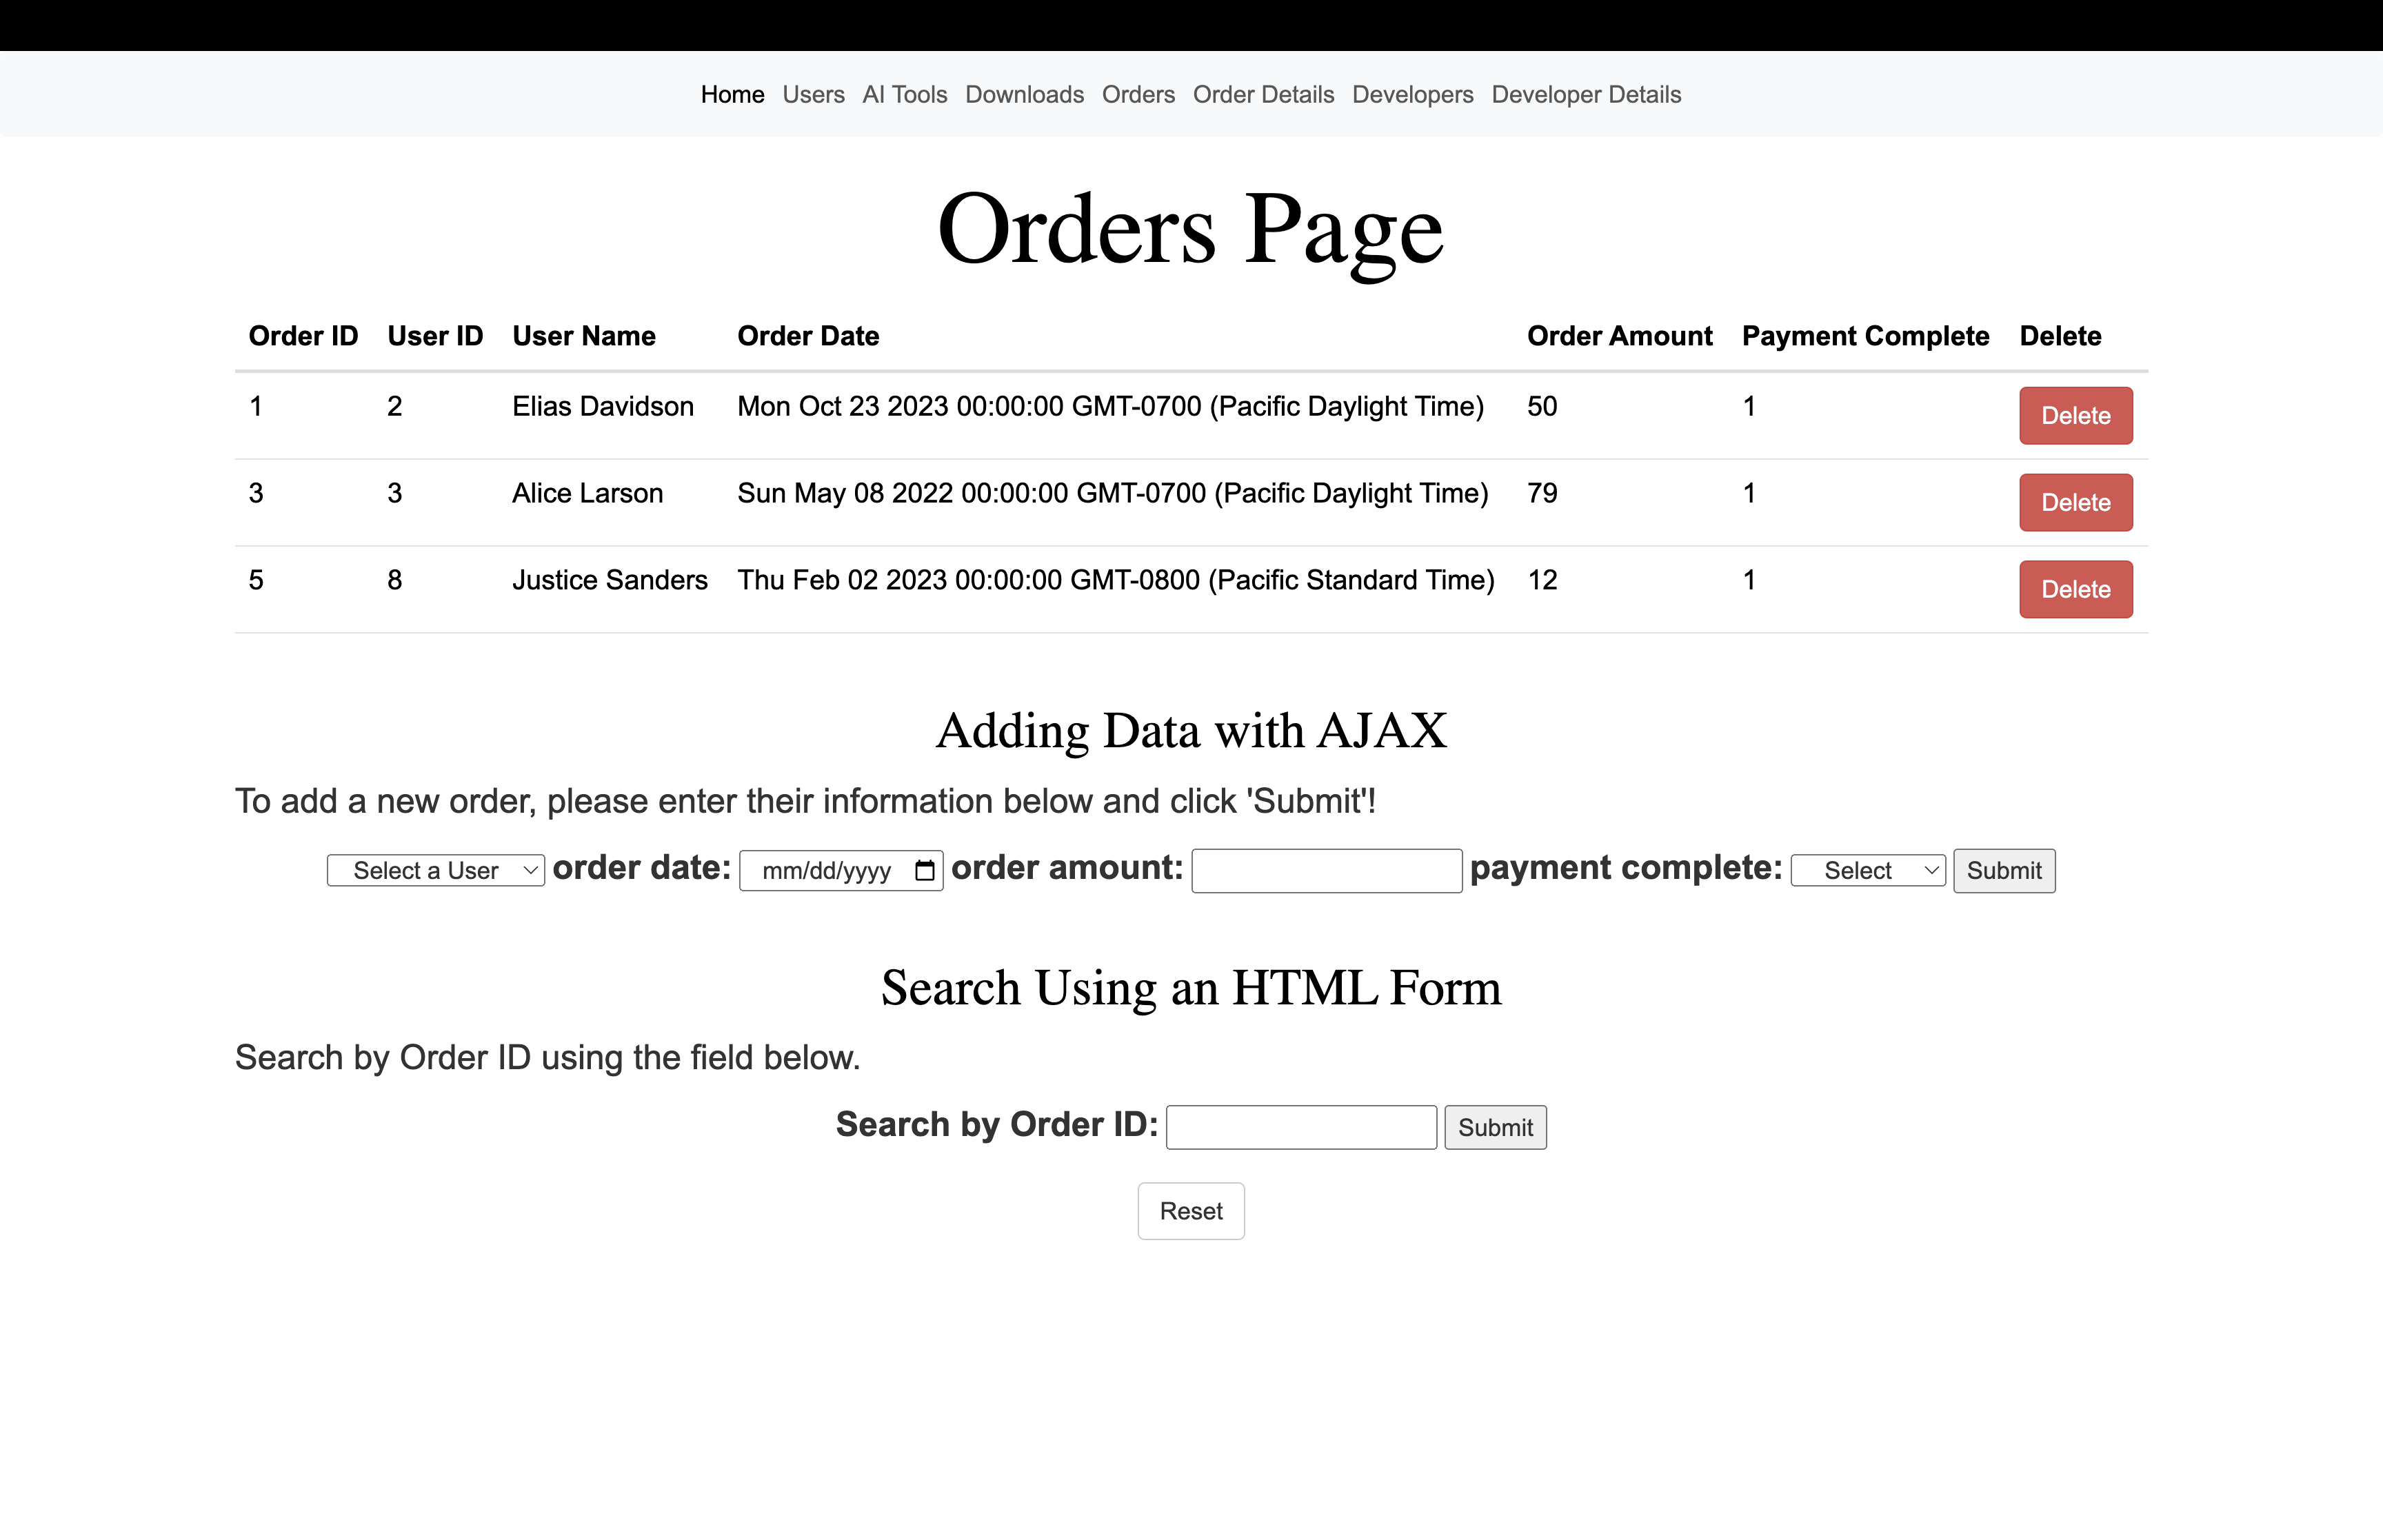 Home Users AI Tools Downloads Orders Order Details Developers Developer Details
Orders Page
Order ID User ID User Name Order Date Order Amount Payment Complete Delete
1 2 Elias Davidson Mon Oct 23 2023 00:00:00 GMT-0700 (Pacific Daylight Time) 50 1 Delete
3 3 Alice Larson Sun May 08 2022 00:00:00 GMT-0700 (Pacific Daylight Time) 79 1 Delete
5 8 Justice Sanders Thu Feb 02 2023 00:00:00 GMT-0800 (Pacific Standard Time) 12 1 Delete
Adding Data with AJAX
To add a new order, please enter their information below and click 'Submit'!
Select a User order date: mm/dd/yyyy order amount: payment complete: Select Submit
Search Using an HTML Form
Search by Order ID using the field below.
Search by Order ID: Submit
Reset